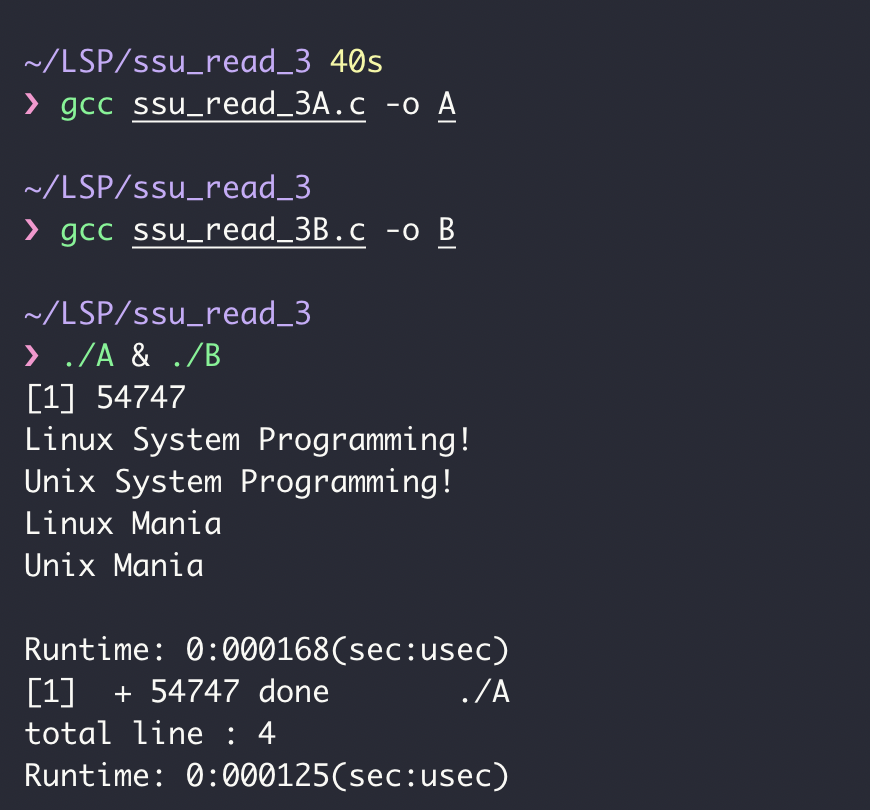 ~/LSP/ssu_read_3 40s
❯ gcc ssu_read_3A.c -o A
~/LSP/ssu_read_3
❯ gcc ssu_read_3B.c -o B
~/LSP/ssu_read_3
❯ ./A & ./B
[1] 54747
Linux System Programming!
Unix System Programming!
Linux Mania
Unix Mania
Runtime: 0:000168(sec:usec)
[1]  + 54747 done       ./A
total line : 4
Runtime: 0:000125(sec:usec)